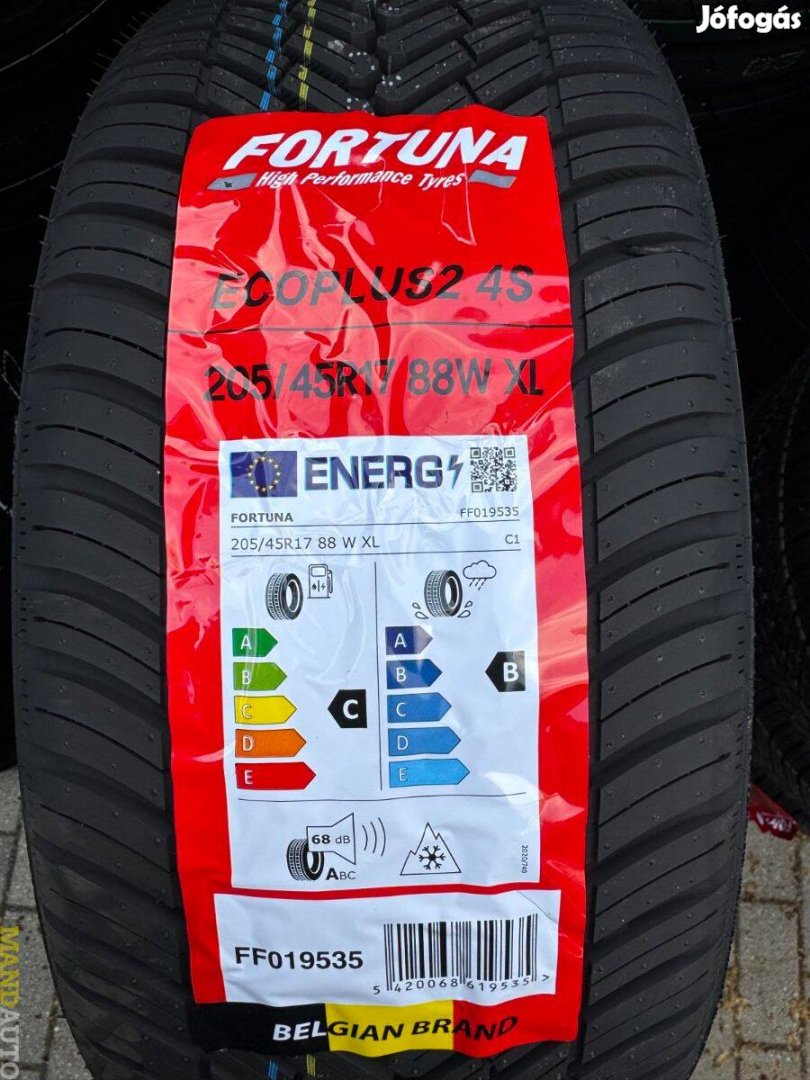 Jófogás
FORTUNA
High Performance Tyres
ECOPLUS2 4S
205/45R17 88W XL
ENERG
FORTUNA FF019535
205/45R17 88 W XL C1
A A
B B B
C C C
D D
E E
68 dB
ABC
2020/740
FF019535
5 420068 619535 >
BELGIAN BRAND
MANDAUTO